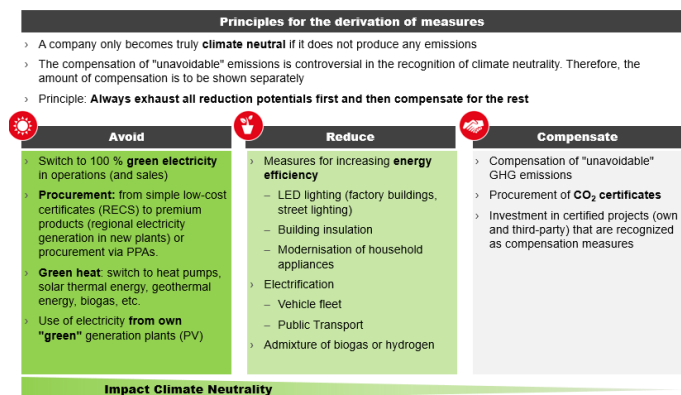 Principles for the derivation of measures
› A company only becomes truly climate neutral if it does not produce any emissions
› The compensation of "unavoidable" emissions is controversial in the recognition of climate neutrality. Therefore, the
amount of compensation is to be shown separately
› Principle: Always exhaust all reduction potentials first and then compensate for the rest
Avoid
› Switch to 100 % green electricity
in operations (and sales)
› Procurement: from simple low-cost
certificates (RECS) to premium
products (regional electricity
generation in new plants) or
procurement via PPAs.
› Green heat: switch to heat pumps,
solar thermal energy, geothermal
energy, biogas, etc.
› Use of electricity from own
"green" generation plants (PV)
Reduce
› Measures for increasing energy
efficiency
– LED lighting (factory buildings,
street lighting)
– Building insulation
– Modernisation of household
appliances
› Electrification
– Vehicle fleet
– Public Transport
› Admixture of biogas or hydrogen
Compensate
› Compensation of "unavoidable"
GHG emissions
› Procurement of CO₂ certificates
› Investment in certified projects (own
and third-party) that are recognized
as compensation measures
Impact Climate Neutrality